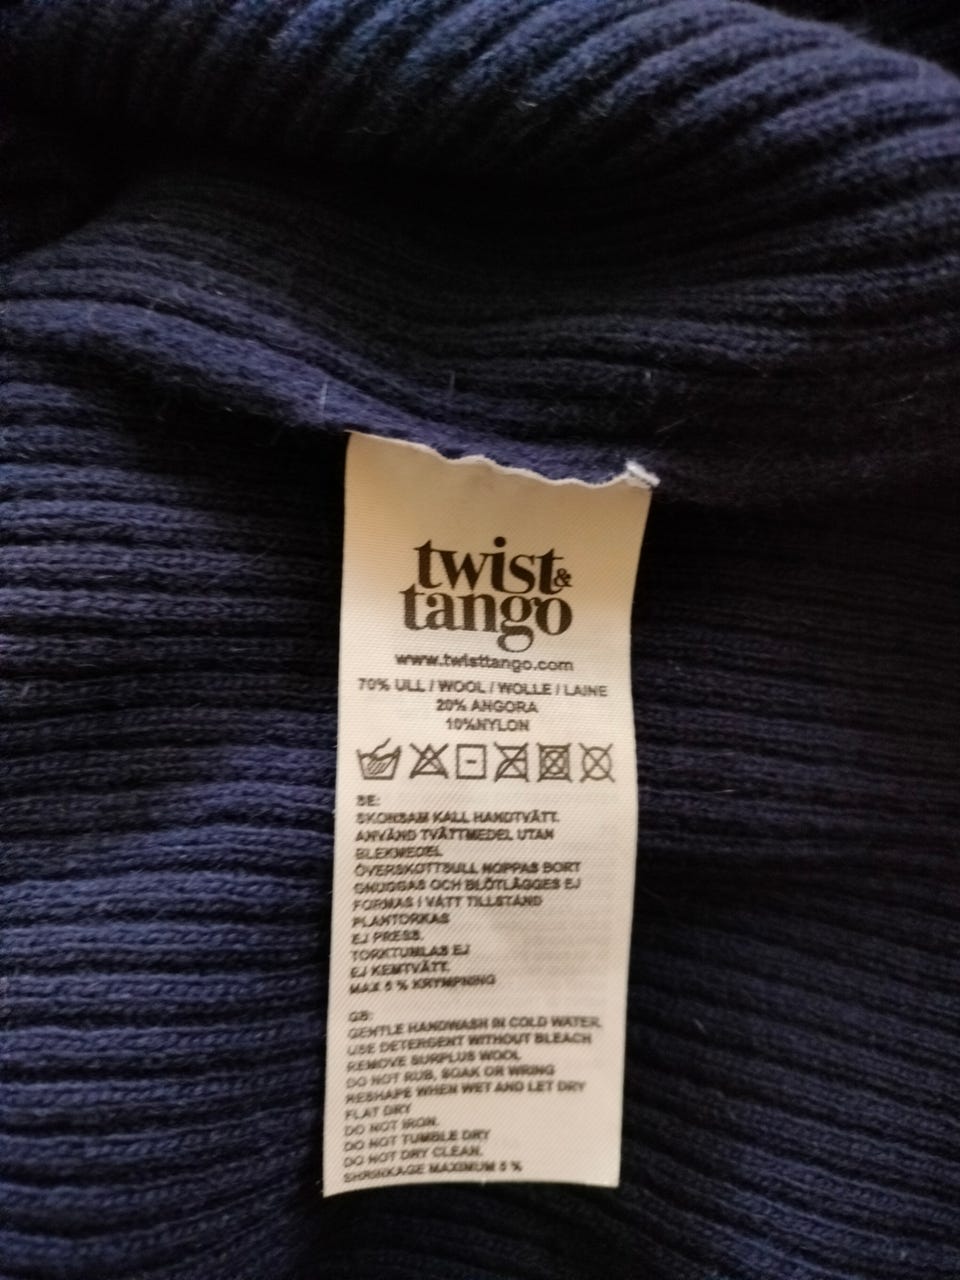 twist&
tango
www.twisttango.com
70% ULL / WOOL / WOLLE / LAINE
20% ANGORA
10%NYLON
SE:
SKONSAM KALL HANDTVÄTT.
ANVÄND TVÄTTMEDEL UTAN
BLEKMEDEL
ÖVERSKOTTSULL NOPPAS BORT
GNUGGAS OCH BLÖTLÄGGES EJ
FORMAS I VÅTT TILLSTÅND
PLANTORKAS
EJ PRESS.
TORKTUMLAS EJ
EJ KEMTVÄTT.
MAX 5 % KRYMPNING
GB:
GENTLE HANDWASH IN COLD WATER.
USE DETERGENT WITHOUT BLEACH
REMOVE SURPLUS WOOL
DO NOT RUB, SOAK OR WRING
RESHAPE WHEN WET AND LET DRY
FLAT DRY
DO NOT IRON.
DO NOT TUMBLE DRY
DO NOT DRY CLEAN.
SHRINKAGE MAXIMUM 5 %